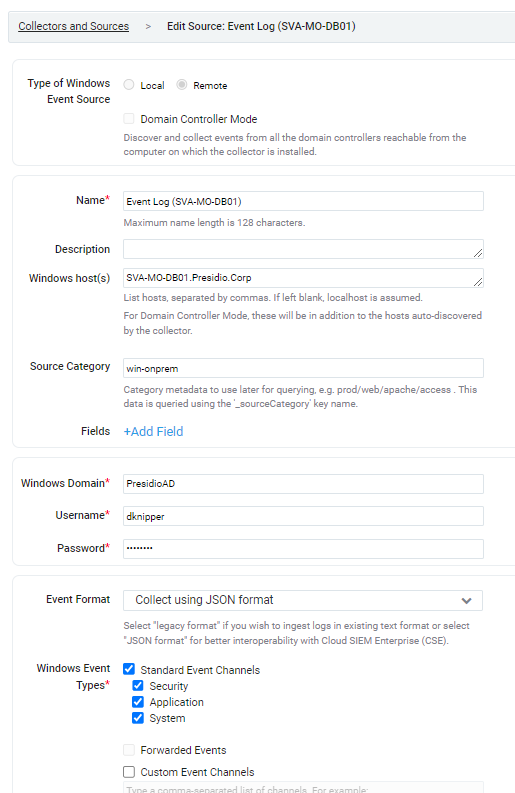 Collectors and Sources > Edit Source: Event Log (SVA-MO-DB01)
Type of Windows
Event Source
Local Remote
Domain Controller Mode
Discover and collect events from all the domain controllers reachable from the
computer on which the collector is installed.
Name* Event Log (SVA-MO-DB01)
Maximum name length is 128 characters.
Description
Windows host(s) SVA-MO-DB01.Presidio.Corp
List hosts, separated by commas. If left blank, localhost is assumed.
For Domain Controller Mode, these will be in addition to the hosts auto-discovered
by the collector.
Source Category win-onprem
Category metadata to use later for querying, e.g. prod/web/apache/access . This
data is queried using the '_sourceCategory' key name.
Fields +Add Field
Windows Domain* PresidioAD
Username* dknipper
Password* ••••••••
Event Format Collect using JSON format
Select "legacy format" if you wish to ingest logs in existing text format or select
"JSON format" for better interoperability with Cloud SIEM Enterprise (CSE).
Windows Event
Types*
Standard Event Channels
Security
Application
System
Forwarded Events
Custom Event Channels
Type a comma-separated list of channels. For example: